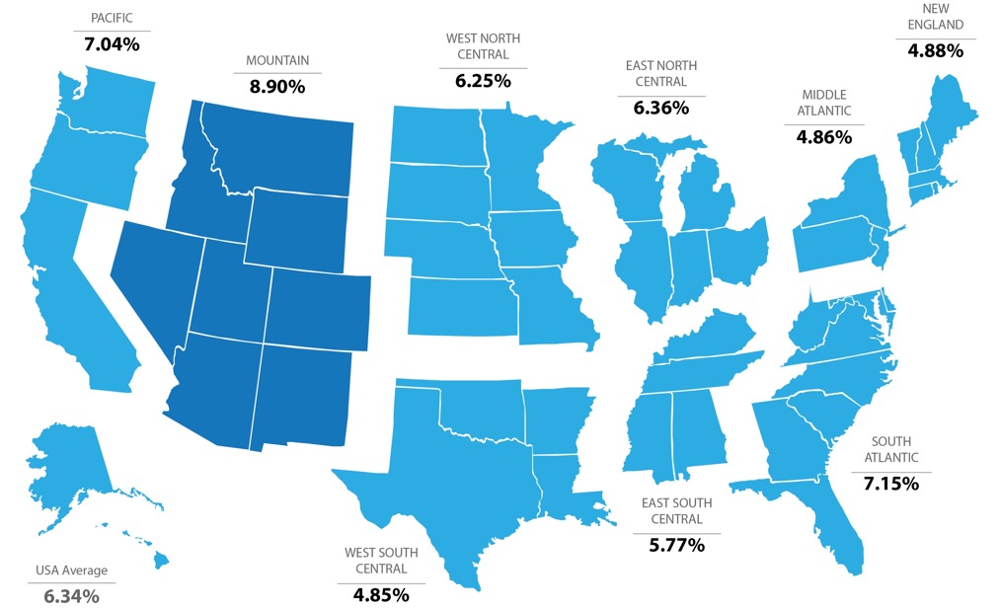 PACIFIC
7.04%
MOUNTAIN
8.90%
WEST NORTH
CENTRAL
6.25%
EAST NORTH
CENTRAL
6.36%
MIDDLE
ATLANTIC
4.86%
NEW
ENGLAND
4.88%
USA Average
6.34%
WEST SOUTH
CENTRAL
4.85%
EAST SOUTH
CENTRAL
5.77%
SOUTH
ATLANTIC
7.15%